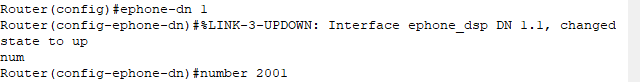 Router(config)#ephone-dn 1
Router(config-ephone-dn)#%LINK-3-UPDOWN: Interface ephone_dsp DN 1.1, changed
state to up
num
Router(config-ephone-dn)#number 2001